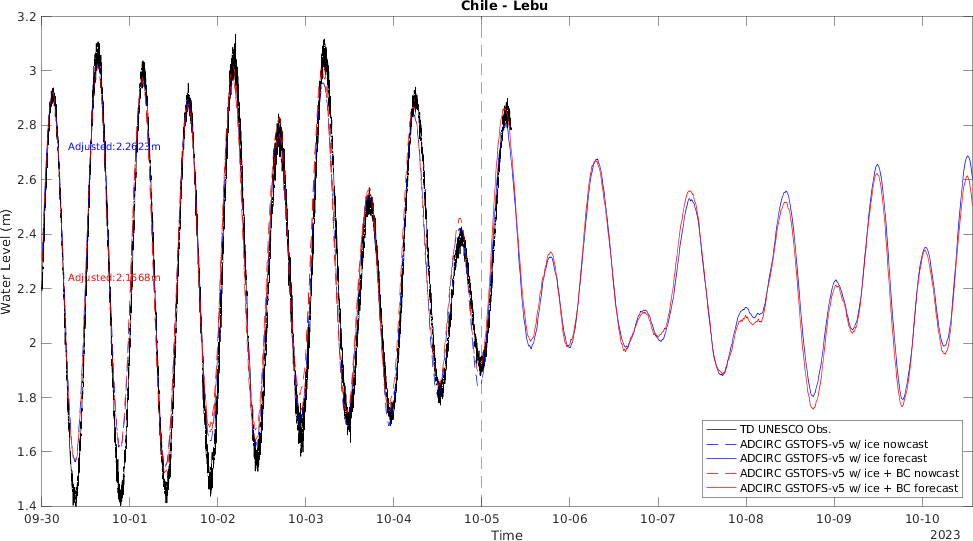 Chile - Lebu
3.2
3
2.8
2.6
2.4
2.2
2
1.8
1.6
1.4
Water Level (m)
Adjusted:2.2623m
Adjusted:2.1668m
TD UNESCO Obs.
ADCIRC GSTOFS-v5 w/ ice nowcast
ADCIRC GSTOFS-v5 w/ ice forecast
ADCIRC GSTOFS-v5 w/ ice + BC nowcast
ADCIRC GSTOFS-v5 w/ ice + BC forecast
09-30 10-01 10-02 10-03 10-04 10-05 10-06 10-07 10-08 10-09 10-10
Time
2023